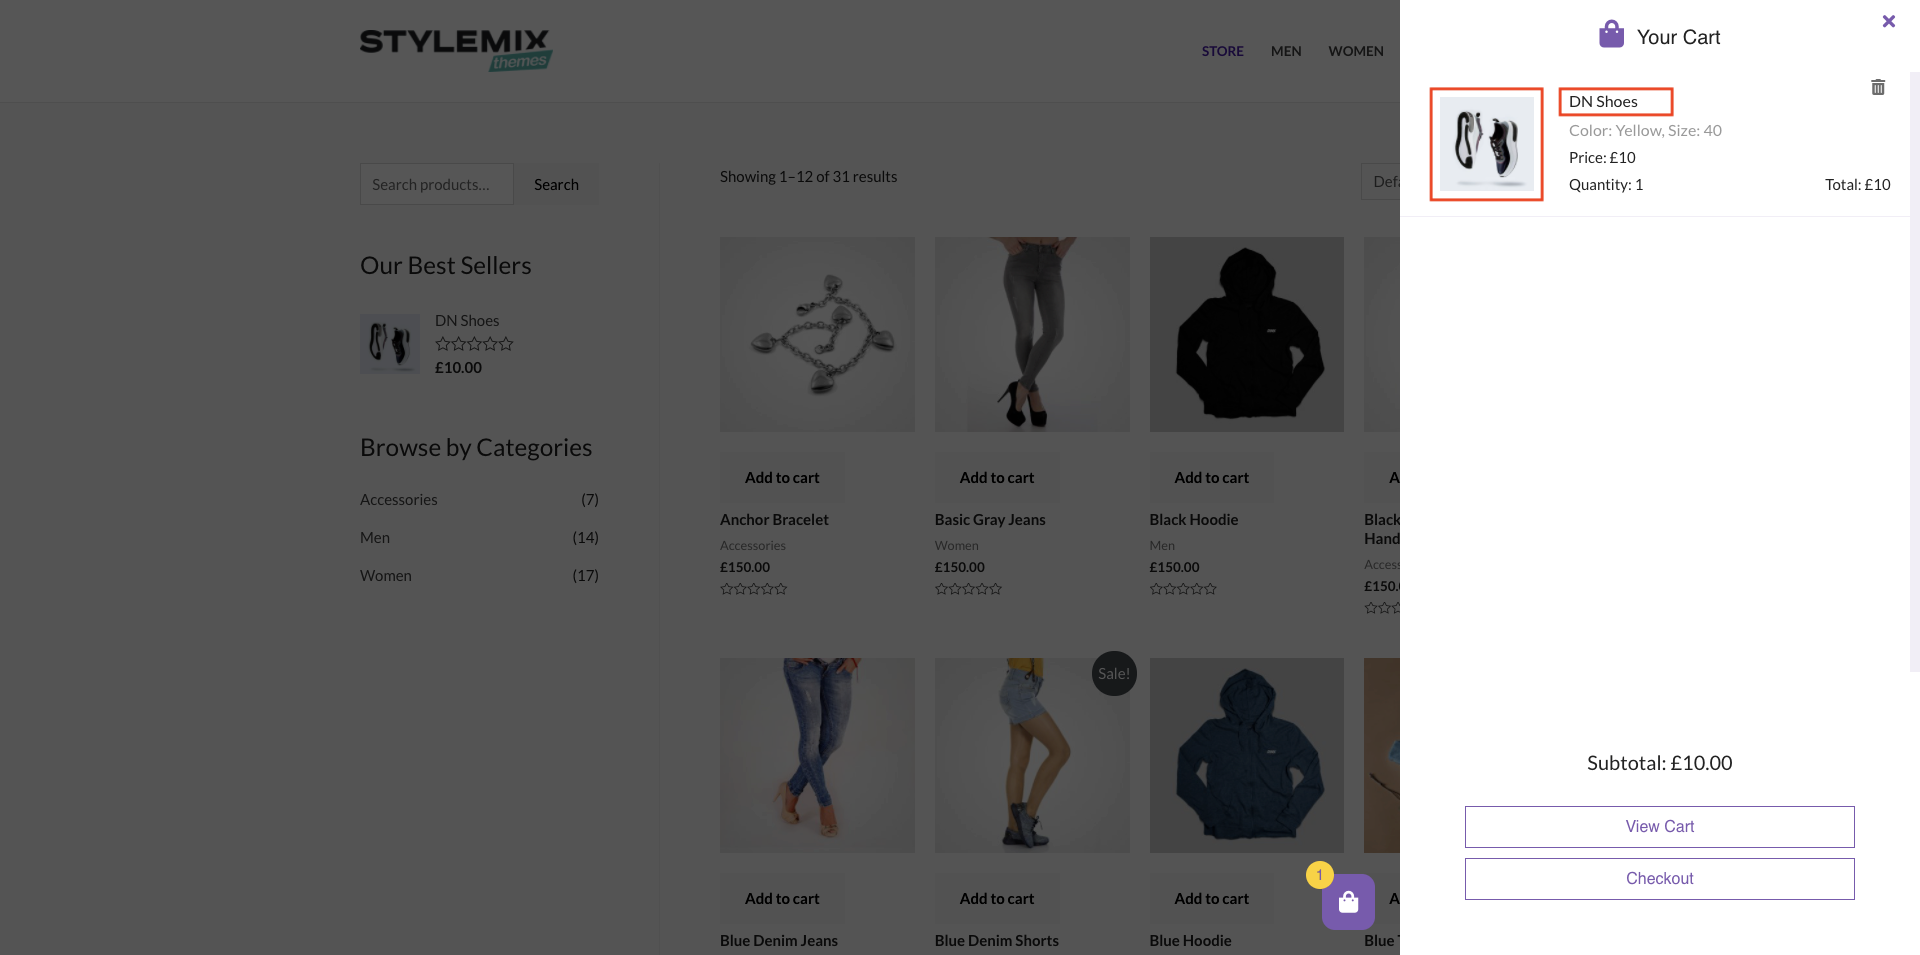 STYLEMIX
themes
STORE
MEN
WOMEN
Search products…
Search
Our Best Sellers
DN Shoes
£10.00
Browse by Categories
Accessories (7)
Men (14)
Women (17)
Showing 1–12 of 31 results
Defa
Add to cart
Anchor Bracelet
Accessories
£150.00
Add to cart
Basic Gray Jeans
Women
£150.00
Add to cart
Black Hoodie
Men
£150.00
A
Black
Hand
Acces
£150.
Add to cart
Blue Denim Jeans
Sale!
Add to cart
Blue Denim Shorts
Add to cart
Blue Hoodie
A
Blue T
1
Your Cart
DN Shoes
Color: Yellow, Size: 40
Price: £10
Quantity: 1
Total: £10
Subtotal: £10.00
View Cart
Checkout